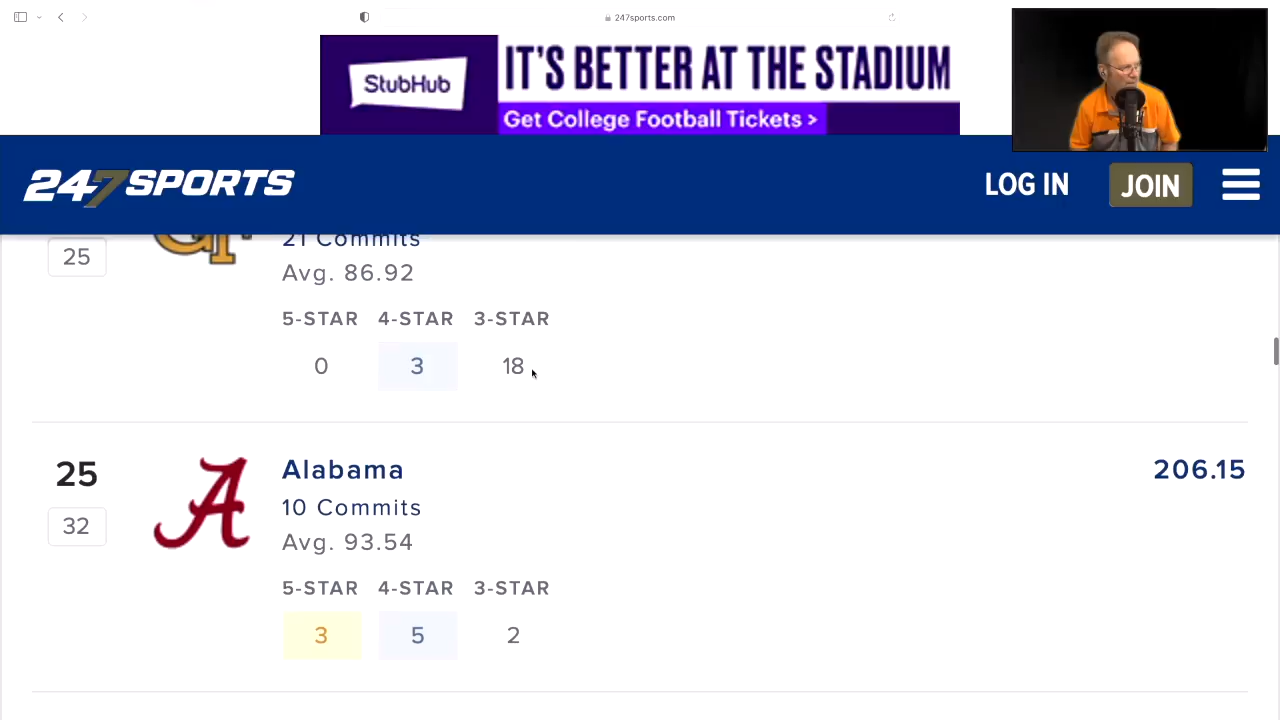 247sports.com
StubHub
IT'S BETTER AT THE STADIUM
Get College Football Tickets >
247SPORTS
LOG IN
JOIN
GT
21 Commits
25
Avg. 86.92
5-STAR 4-STAR 3-STAR
0 3 18
25
Alabama
206.15
10 Commits
32
Avg. 93.54
5-STAR 4-STAR 3-STAR
3 5 2